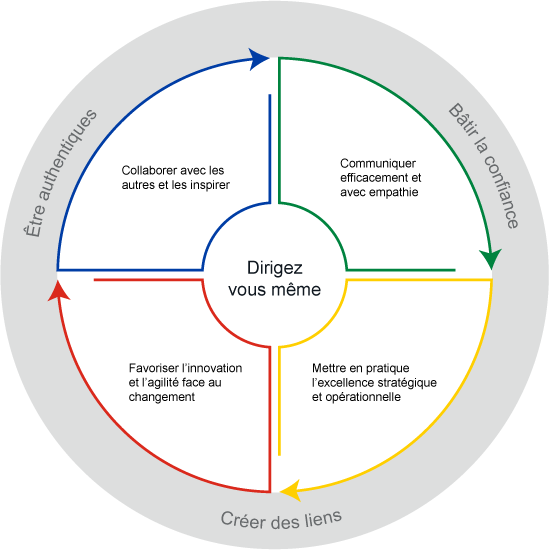 Être authentiques
Bâtir la confiance
Collaborer avec les
autres et les inspirer
Communiquer
efficacement et
avec empathie
Dirigez
vous même
Favoriser l'innovation
et l'agilité face au
changement
Mettre en pratique
l'excellence stratégique
et opérationnelle
Créer des liens